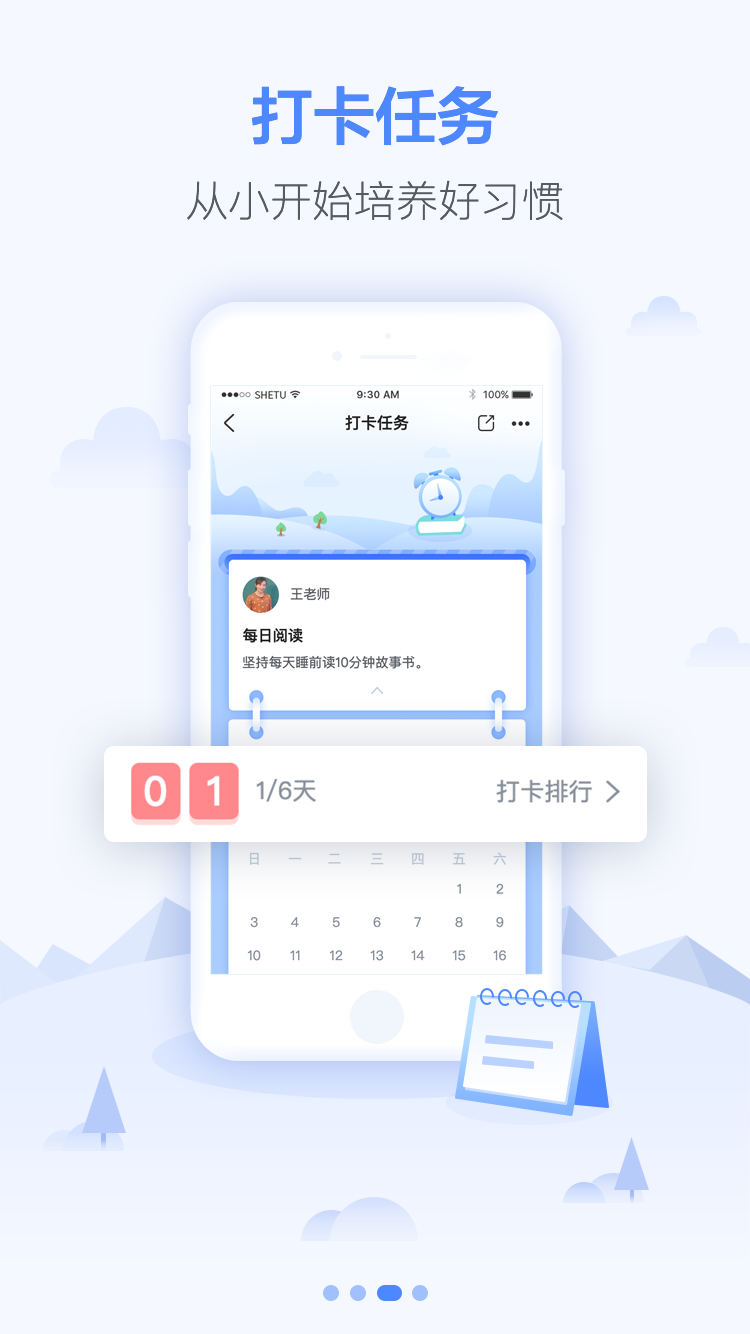 打卡任务
从小开始培养好习惯
SHETU 9:30 AM 100%
打卡任务
王老师
每日阅读
坚持每天睡前读10分钟故事书。
01 1/6天 打卡排行
日 一 二 三 四 五 六
1 2
3 4 5 6 7 8 9
10 11 12 13 14 15 16